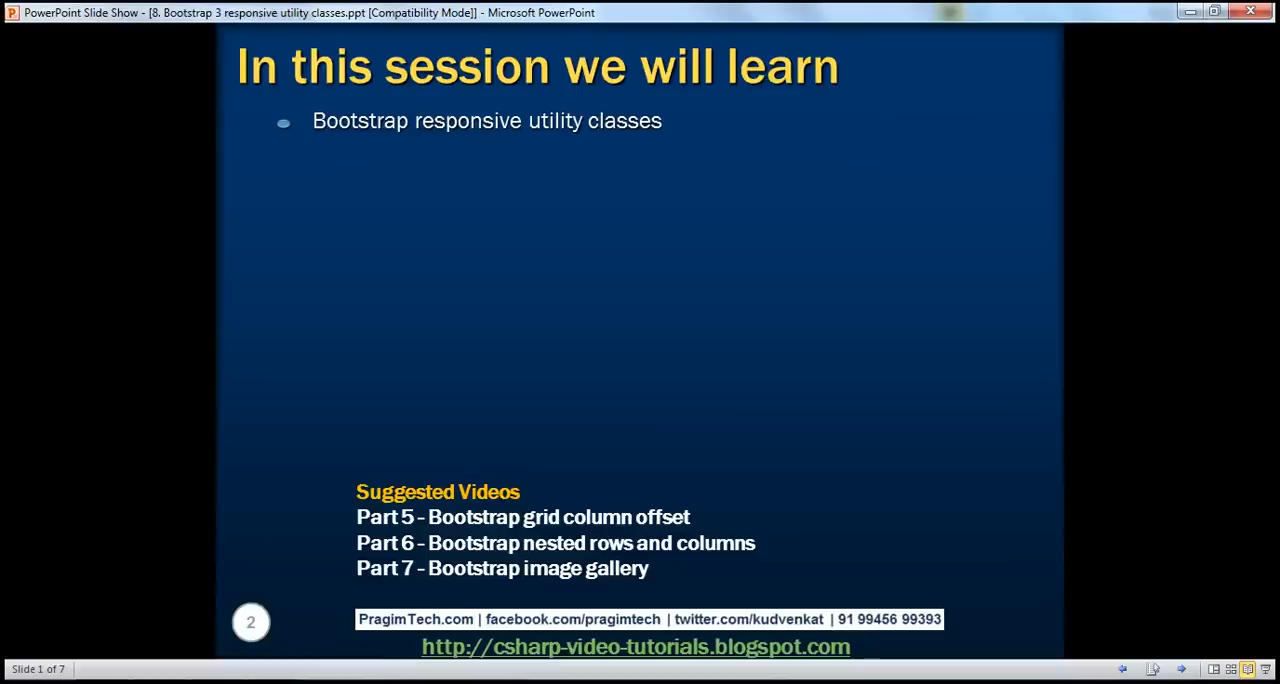 PowerPoint Slide Show - [8. Bootstrap 3 responsive utility classes.ppt [Compatibility Mode]] - Microsoft PowerPoint
In this session we will learn
Bootstrap responsive utility classes
Suggested Videos
Part 5 - Bootstrap grid column offset
Part 6 - Bootstrap nested rows and columns
Part 7 - Bootstrap image gallery
2
PragimTech.com | facebook.com/pragimtech | twitter.com/kudvenkat | 91 99456 99393
http://csharp-video-tutorials.blogspot.com
Slide 1 of 7